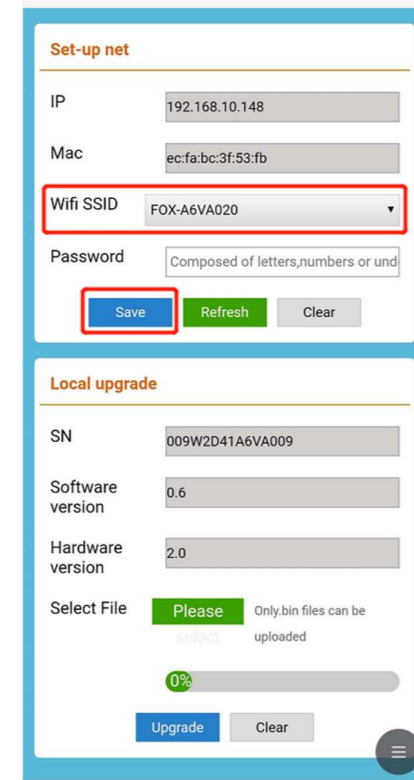 Set-up net
IP
192.168.10.148
Mac
ec:fa:bc:3f:53:fb
Wifi SSID
FOX-A6VA020
Password
Composed of letters,numbers or und
Save Refresh Clear
Local upgrade
SN
009W2D41A6VA009
Software
version
0.6
Hardware
version
2.0
Select File
Please
select
Only.bin files can be
uploaded
0%
Upgrade Clear